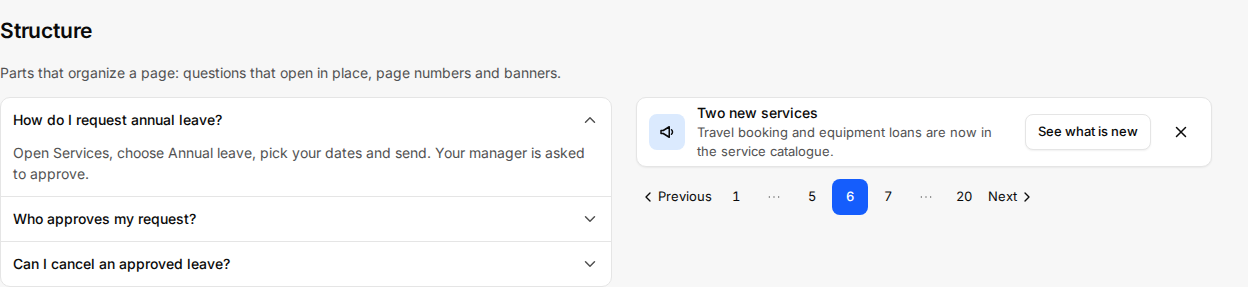 Structure
Parts that organize a page: questions that open in place, page numbers and banners.
How do I request annual leave?
Open Services, choose Annual leave, pick your dates and send. Your manager is asked
to approve.
Who approves my request?
Can I cancel an approved leave?
Two new services
Travel booking and equipment loans are now in
the service catalogue.
See what is new
Previous 1 ··· 5 6 7 ··· 20 Next